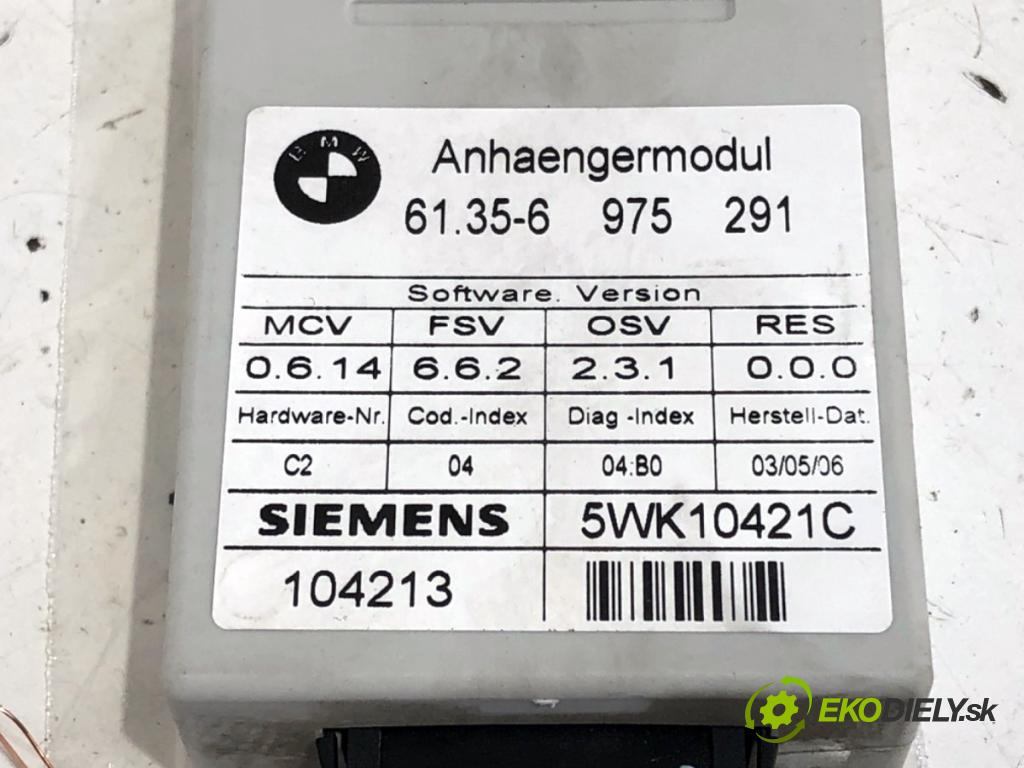 BMW
Anhaengermodul
61.35-6 975 291
Software. Version
MCV FSV OSV RES
0.6.14 6.6.2 2.3.1 0.0.0
Hardware-Nr. Cod.-Index Diag.-Index Herstell-Dat.
C2 04 04:B0 03/05/06
SIEMENS 5WK10421C
104213
EKODIELY.sk